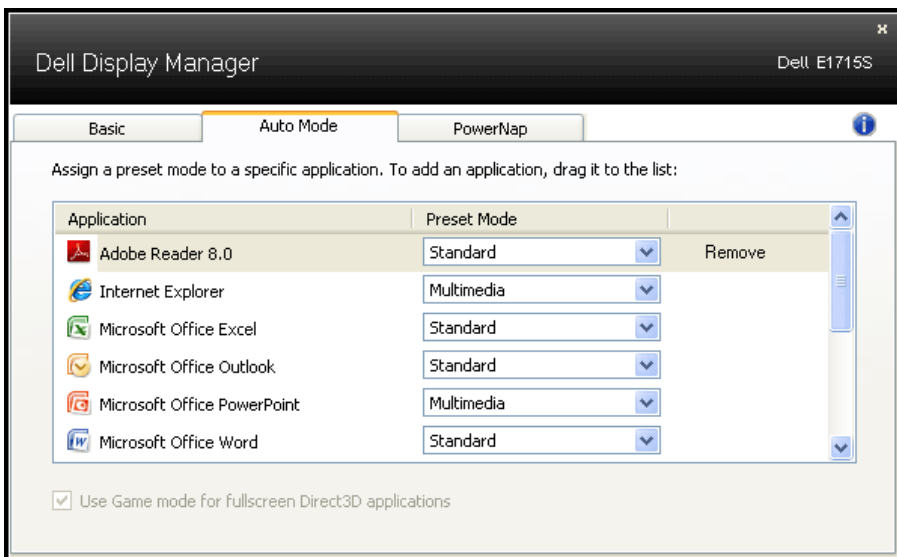 Dell Display Manager
Dell E1715S
Basic Auto Mode PowerNap
Assign a preset mode to a specific application. To add an application, drag it to the list:
Application Preset Mode
Adobe Reader 8.0 Standard Remove
Internet Explorer Multimedia
Microsoft Office Excel Standard
Microsoft Office Outlook Standard
Microsoft Office PowerPoint Multimedia
Microsoft Office Word Standard
Use Game mode for fullscreen Direct3D applications